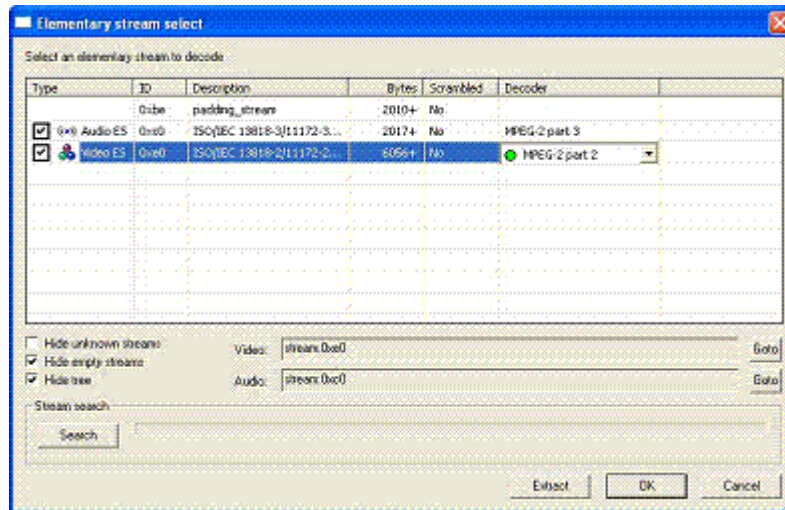 Elementary stream select
Select an elementary stream to decode
Type ID Description Bytes Scrambled Decoder
0xbe padding_stream 2010+ No
Audio ES 0xc0 ISO/IEC 13818-3/11172-3... 2017+ No MPEG-2 part 3
Video ES 0xe0 ISO/IEC 13818-2/11172-2... 6056+ No MPEG-2 part 2
Hide unknown streams
Hide empty streams
Hide tree
Video: stream 0xe0 Goto
Audio: stream 0xc0 Goto
Stream search
Search
Extract OK Cancel